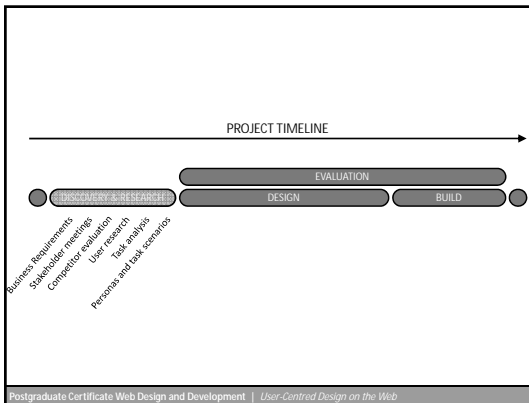 PROJECT TIMELINE
EVALUATION
DISCOVERY & RESEARCH
DESIGN
BUILD
Business Requirements
Stakeholder meetings
Competitor evaluation
User research
Task analysis
Personas and task scenarios
Postgraduate Certificate Web Design and Development | User-Centred Design on the Web